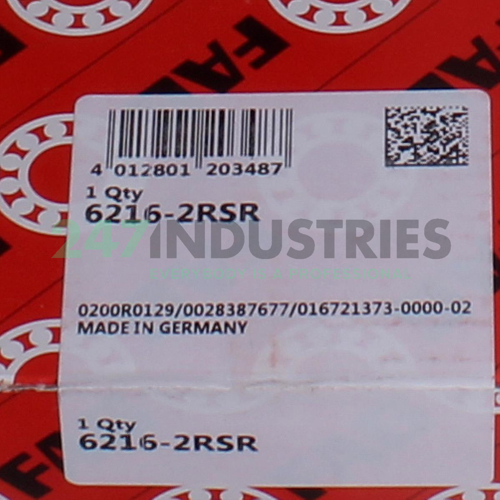 FAG
4 012801 203487
1 Qty
6216-2RSR
247INDUSTRIES
0200R0129/0028387677/016721373-0000-02
MADE IN GERMANY
1 Qty
6216-2RSR